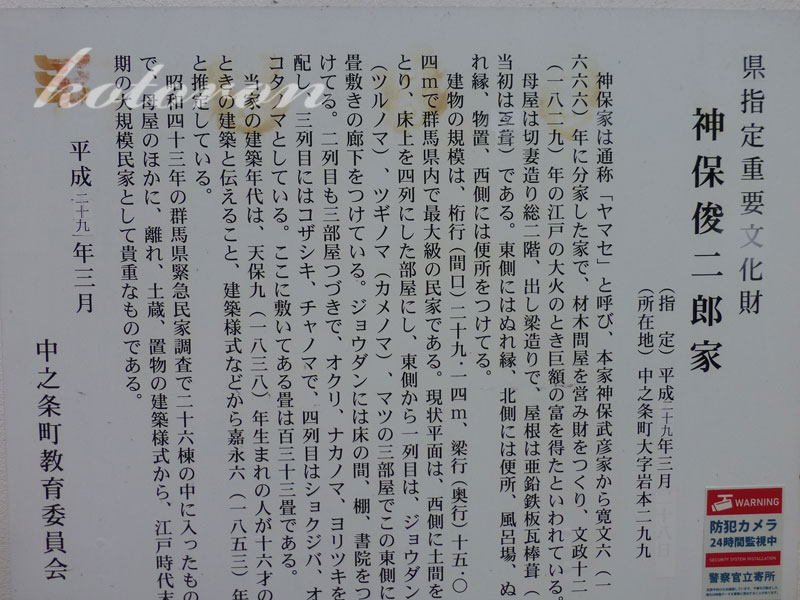 県指定重要文化財
神保俊二郎家
(指 定)平成二十九年三月
十八日
(所在地)中之条町大字岩本二九九
神保家は通称「ヤマセ」と呼び、本家神保武彦家から寛文六(一
六六六)年に分家した家で、材木問屋を営み財をつくり、文政十二
(一八二九)年の江戸の大火のとき巨額の富を得たといわれている。
母屋は切妻造り総二階、出し梁造りで、屋根は亜鉛鉄板瓦棒葺(
当初は瓦葺)である。東側にはぬれ縁、北側には便所、風呂場、ぬ
れ縁、物置、西側には便所をつけてる。
建物の規模は、桁行(間口)二十九・一四m、梁行(奥行)十五・〇
四mで群馬県内で最大級の民家である。現状平面は、西側に土間を
とり、床上を四列にした部屋にし、東側から一列目は、ジョウダン
(ツルノマ)、ツギノマ(カメノマ)、マツの三部屋でこの東側に
畳敷きの廊下をつけている。ジョウダンには床の間、棚、書院をつ
けてる。二列目も三部屋つづきで、オクリ、ナカノマ、ヨリツキを
配し、三列目にはコザシキ、チャノマで、四列目はショクジバ、オ
コタマとしている。ここに敷いてある畳は百三十三畳である。
当家の建築年代は、天保九(一八三八)年生まれの人が十六才の
ときの建築と伝えること、建築様式などから嘉永六(一八五三)年
と推定している。
昭和四十三年の群馬県緊急民家調査で二十六棟の中に入ったもの
で、母屋のほかに、離れ、土蔵、置物の建築様式から、江戸時代末
期の大規模民家として貴重なものである。
平成二十九年三月
中之条町教育委員会
kotoron
WARNING
防犯カメラ
24時間監視中
SECURITY SYSTEM INSTALLATION
警察官立寄所